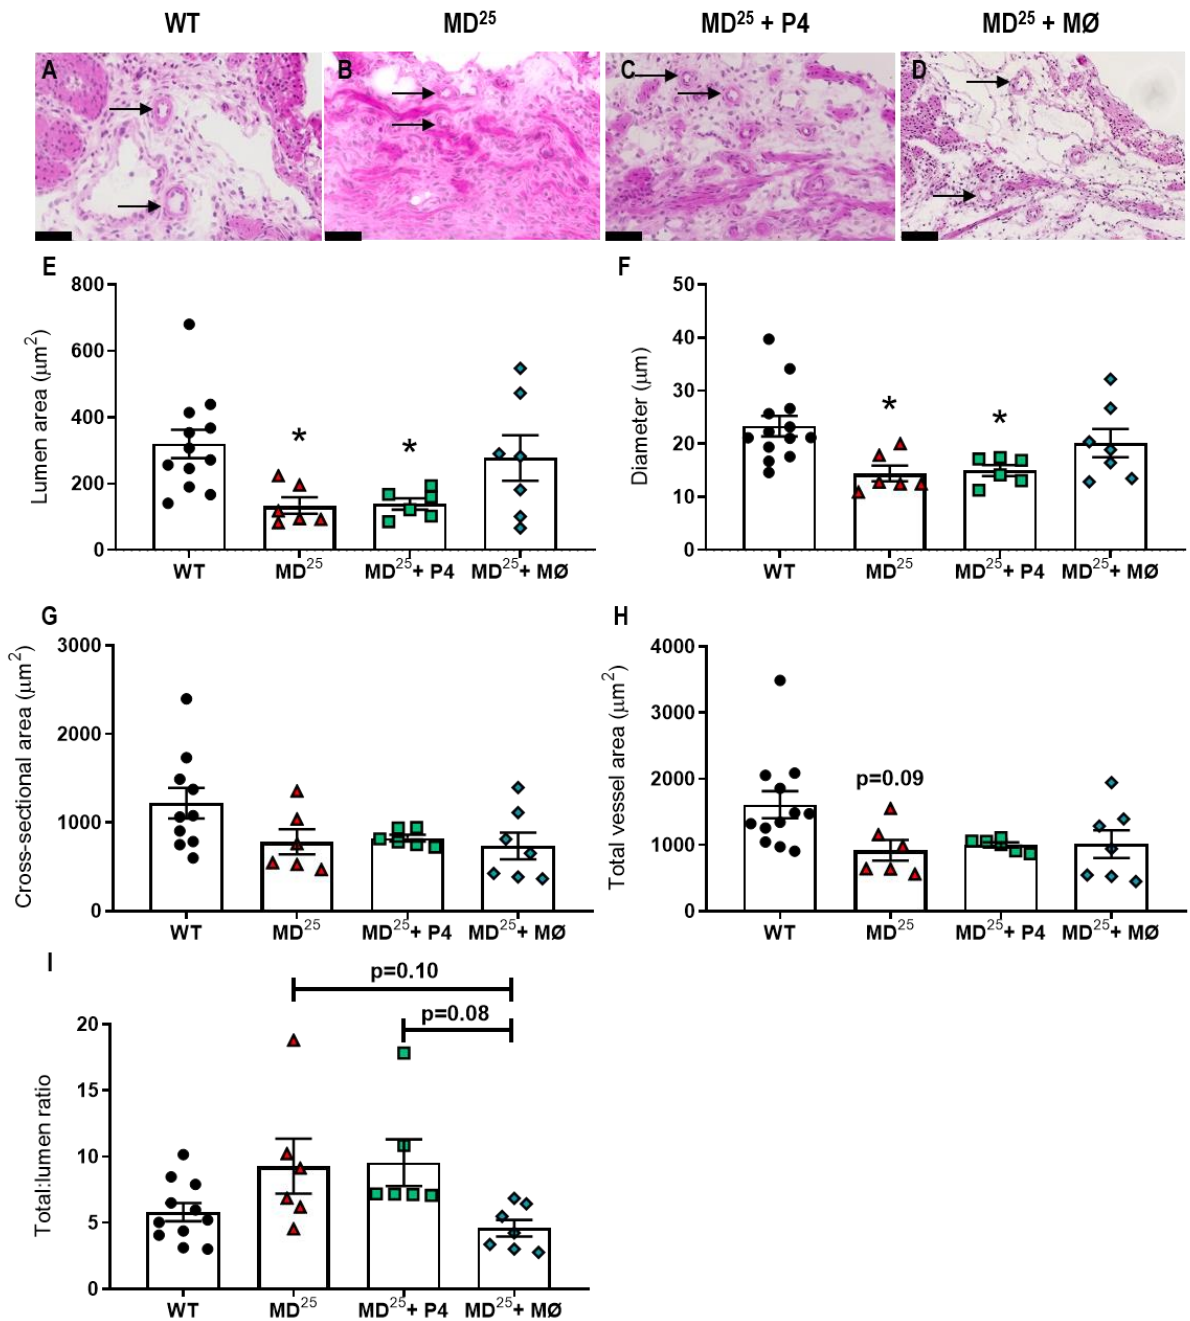 WT MD²⁵ MD²⁵ + P4 MD²⁵ + MØ
A B C D
E
800
600
400
200
0
Lumen area (µm²)
*
*
WT MD²⁵ MD²⁵+ P4 MD²⁵+ MØ
F
50
40
30
20
10
0
Diameter (µm)
*
*
WT MD²⁵ MD²⁵+ P4 MD²⁵+ MØ
G
3000
2000
1000
0
Cross-sectional area (µm²)
WT MD²⁵ MD²⁵+ P4 MD²⁵+ MØ
H
4000
3000
2000
1000
0
Total vessel area (µm²)
p=0.09
WT MD²⁵ MD²⁵+ P4 MD²⁵+ MØ
I
p=0.10
p=0.08
20
15
10
5
0
Total:lumen ratio
WT MD²⁵ MD²⁵+ P4 MD²⁵+ MØ